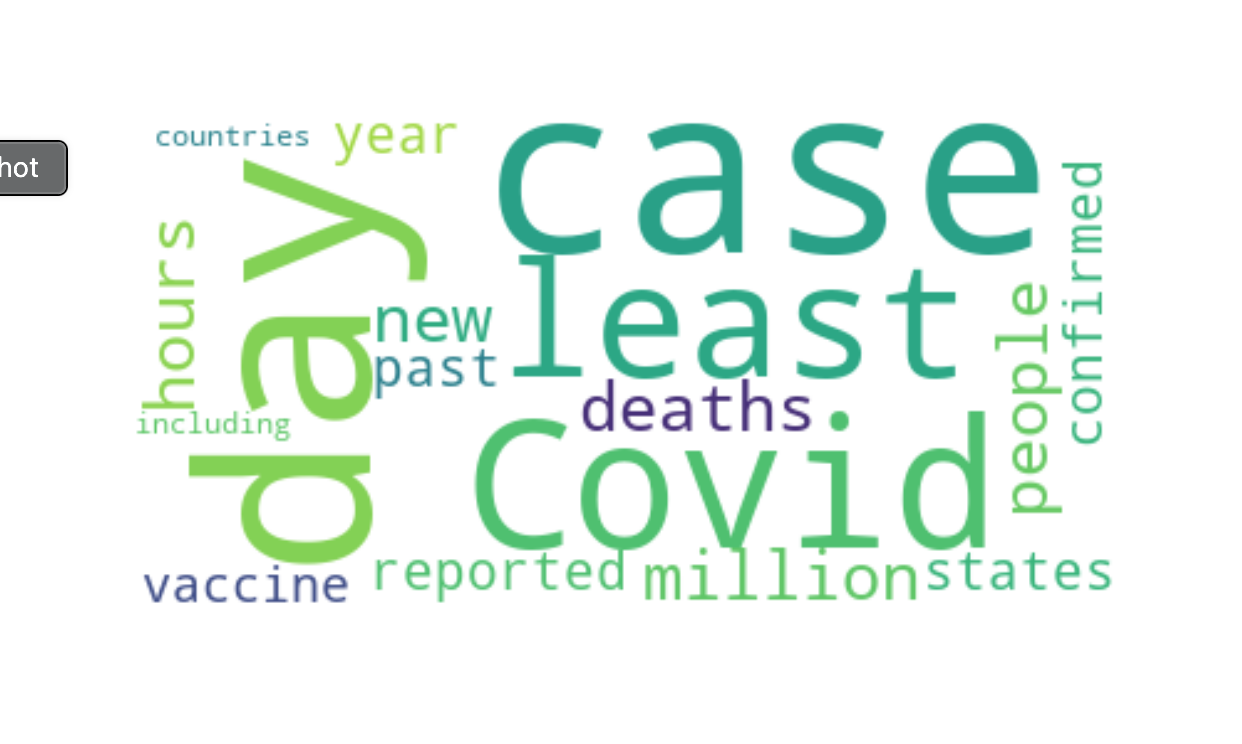 countries
year
case
hot
hours
day
confirmed
least
new
past
people
deaths
including
Covid
vaccine
reported
million
states